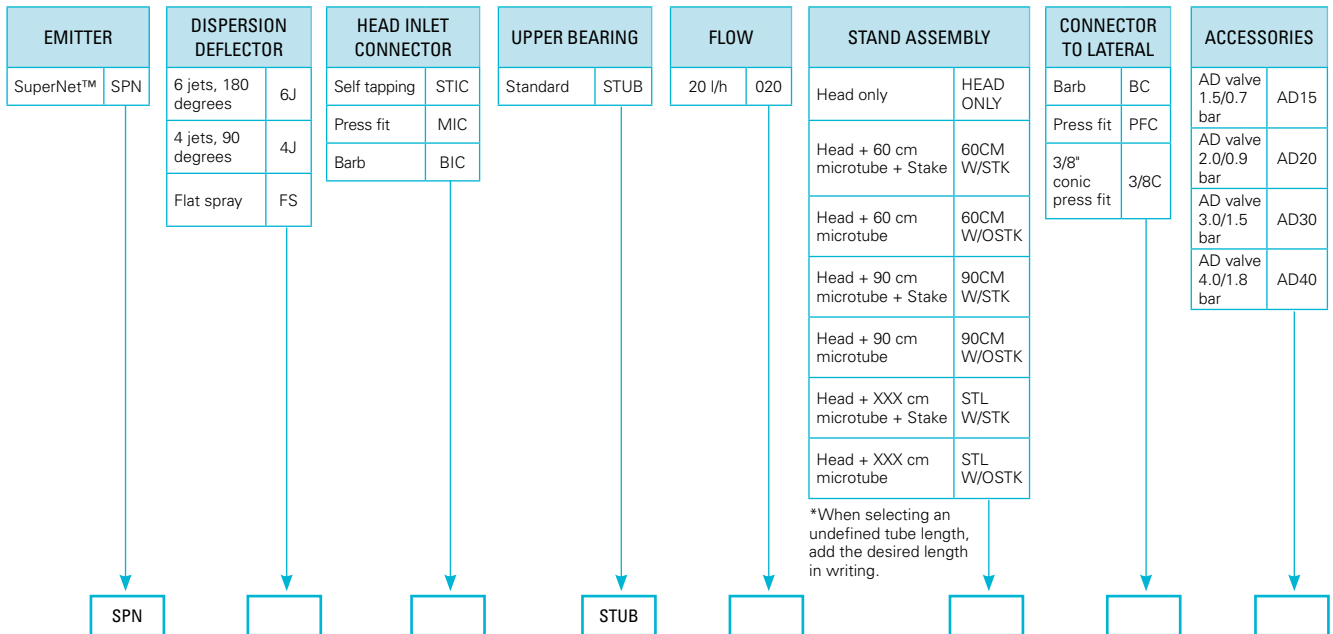 EMITTER
SuperNet™ SPN
DISPERSION
DEFLECTOR
6 jets, 180
degrees
6J
4 jets, 90
degrees
4J
Flat spray FS
HEAD INLET
CONNECTOR
Self tapping STIC
Press fit MIC
Barb BIC
UPPER BEARING
Standard STUB
FLOW
20 l/h 020
STAND ASSEMBLY
Head only
HEAD
ONLY
Head + 60 cm
microtube + Stake
60CM
W/STK
Head + 60 cm
microtube
60CM
W/OSTK
Head + 90 cm
microtube + Stake
90CM
W/STK
Head + 90 cm
microtube
90CM
W/OSTK
Head + XXX cm
microtube + Stake
STL
W/STK
Head + XXX cm
microtube
STL
W/OSTK
*When selecting an
undefined tube length,
add the desired length
in writing.
CONNECTOR
TO LATERAL
Barb BC
Press fit PFC
3/8"
conic
press fit
3/8C
ACCESSORIES
AD valve
1.5/0.7
bar
AD15
AD valve
2.0/0.9
bar
AD20
AD valve
3.0/1.5
bar
AD30
AD valve
4.0/1.8
bar
AD40
SPN
STUB